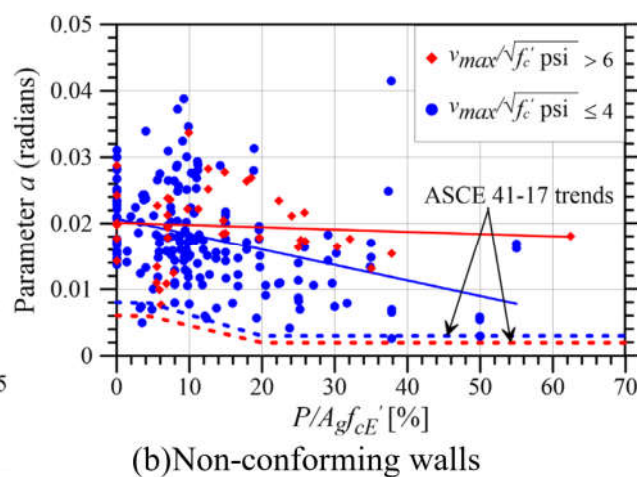 0.05
0.04
0.03
0.02
0.01
0
Parameter a (radians)
v_max/√f_c' psi > 6
v_max/√f_c' psi ≤ 4
ASCE 41-17 trends
0 10 20 30 40 50 60 70
5
P/A_g f_cE' [%]
(b)Non-conforming walls